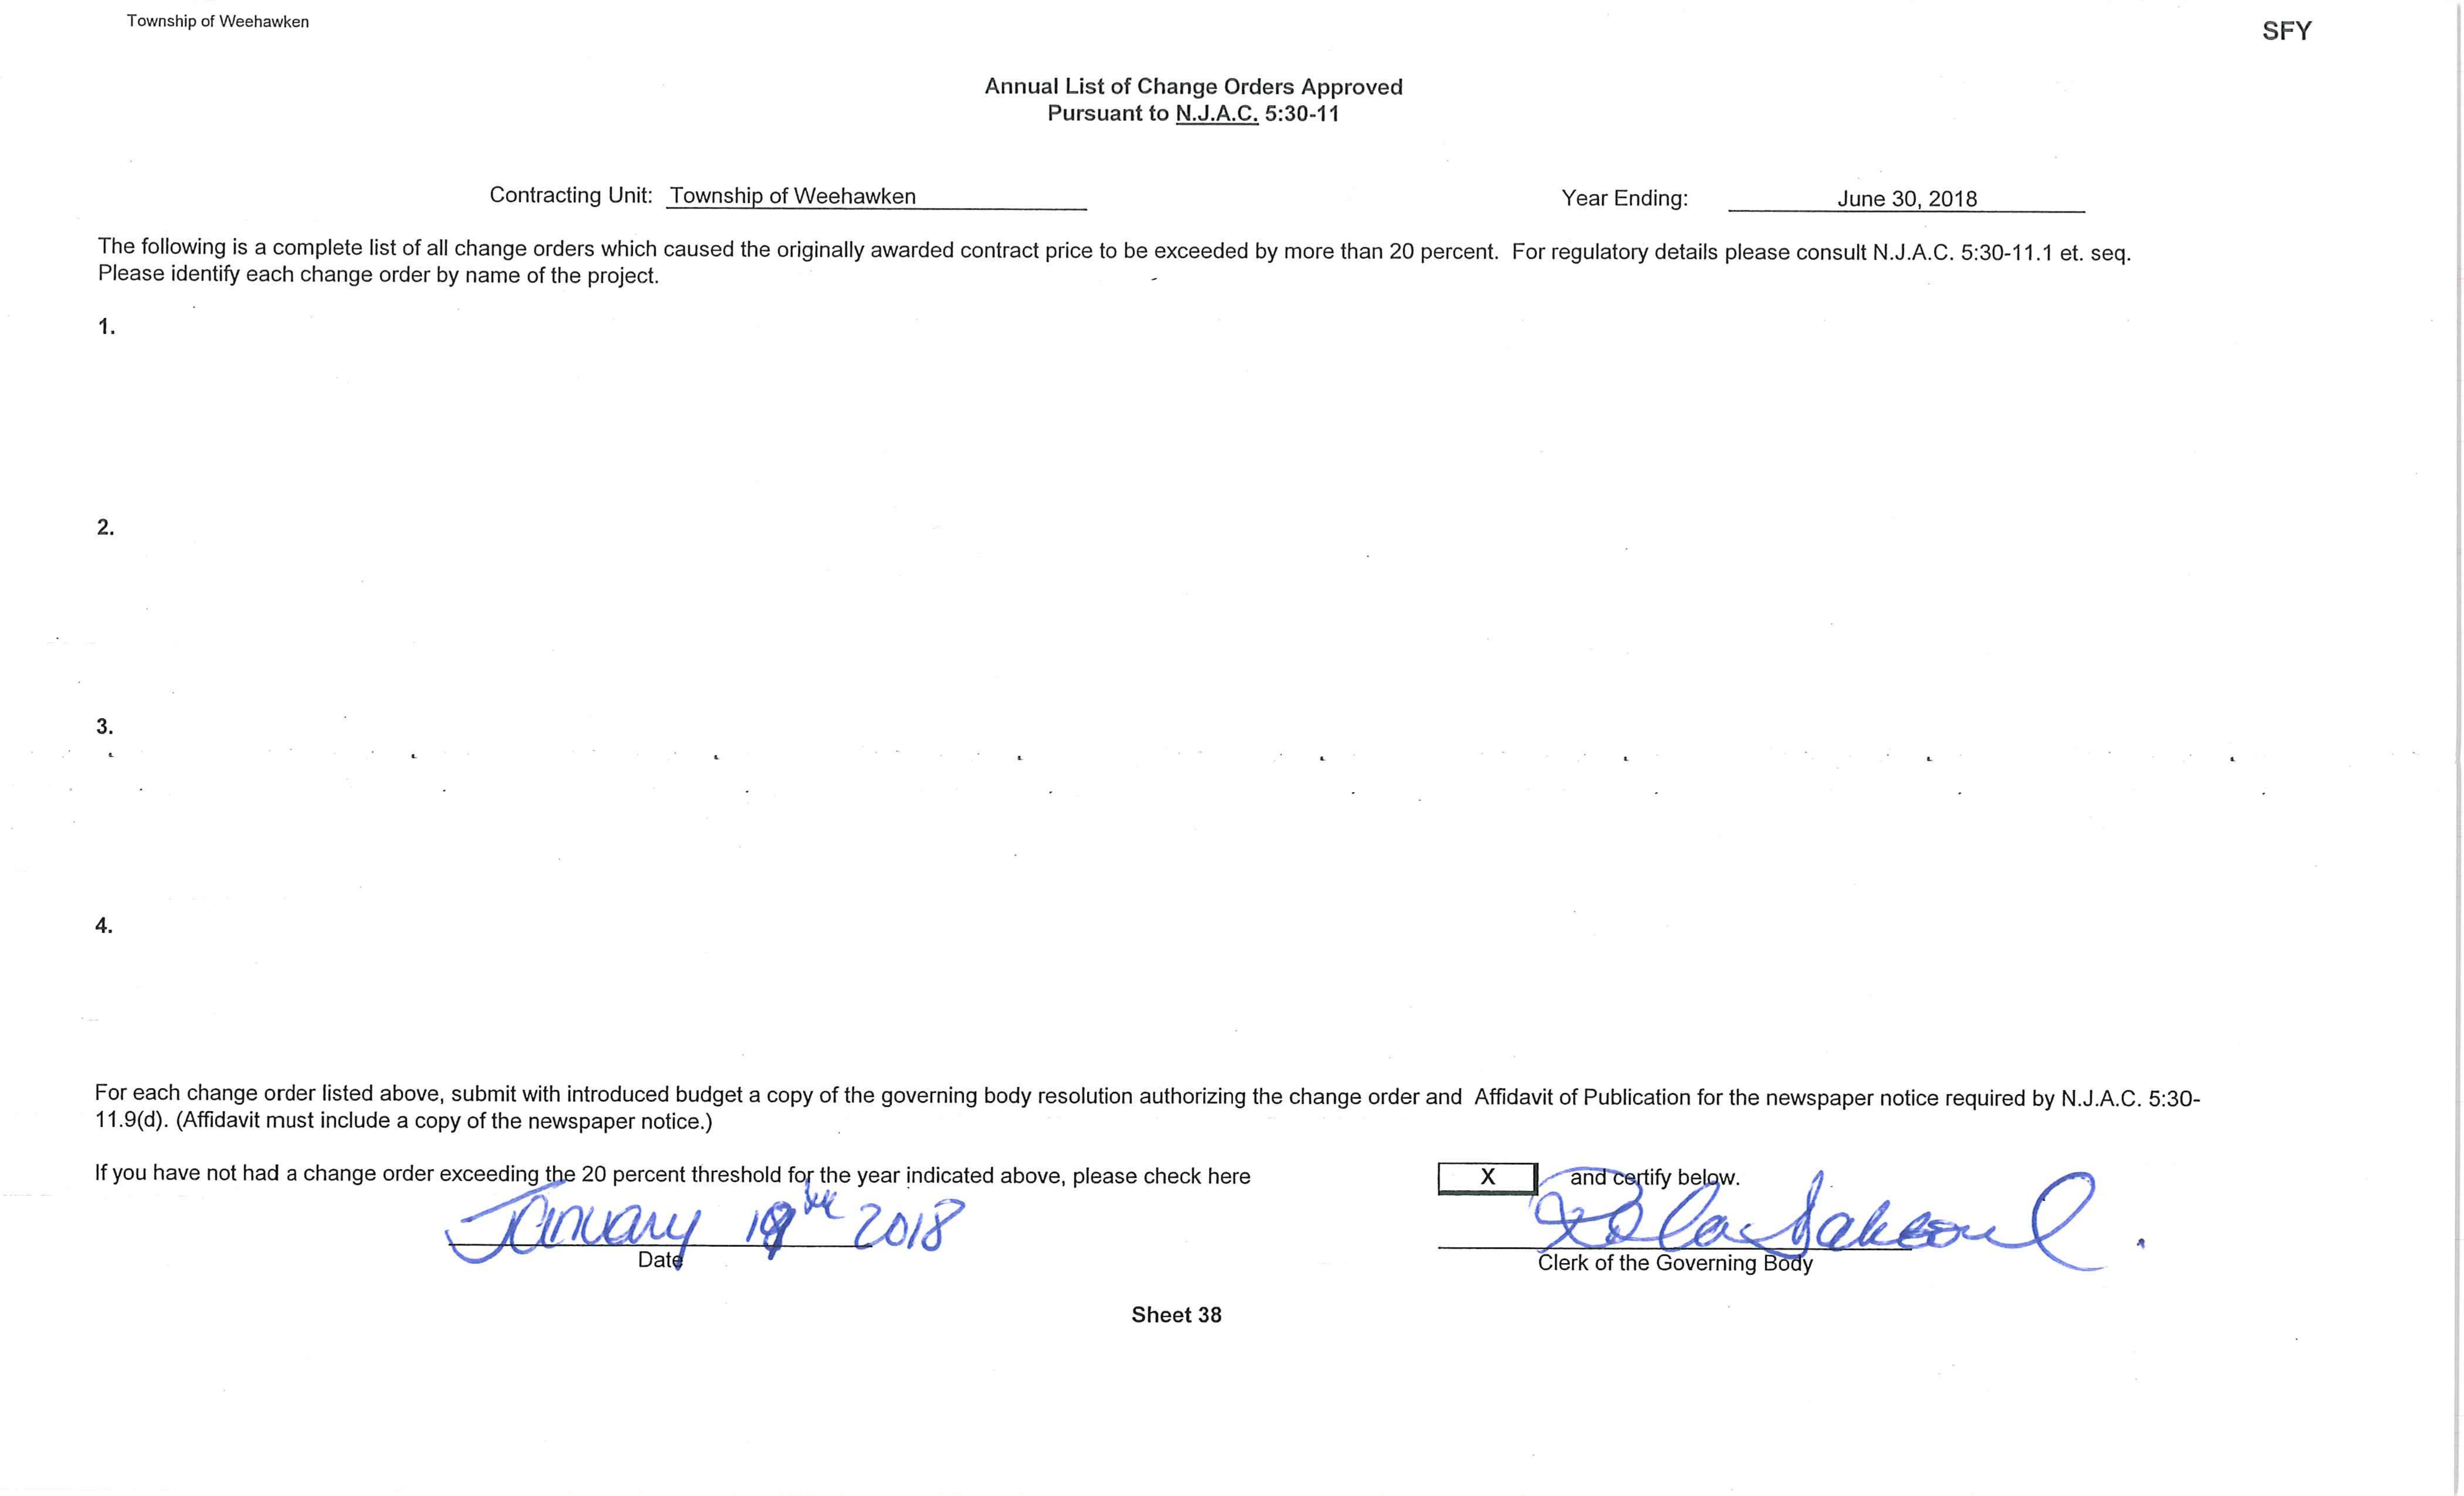 Township of Weehawken
SFY
Annual List of Change Orders Approved
Pursuant to N.J.A.C. 5:30-11
Contracting Unit: Township of Weehawken
Year Ending: June 30, 2018
The following is a complete list of all change orders which caused the originally awarded contract price to be exceeded by more than 20 percent. For regulatory details please consult N.J.A.C. 5:30-11.1 et. seq.
Please identify each change order by name of the project.
1.
2.
3.
4.
For each change order listed above, submit with introduced budget a copy of the governing body resolution authorizing the change order and Affidavit of Publication for the newspaper notice required by N.J.A.C. 5:30-
11.9(d). (Affidavit must include a copy of the newspaper notice.)
If you have not had a change order exceeding the 20 percent threshold for the year indicated above, please check here X and certify below.
January 2018
Date
Clerk of the Governing Body
Sheet 38